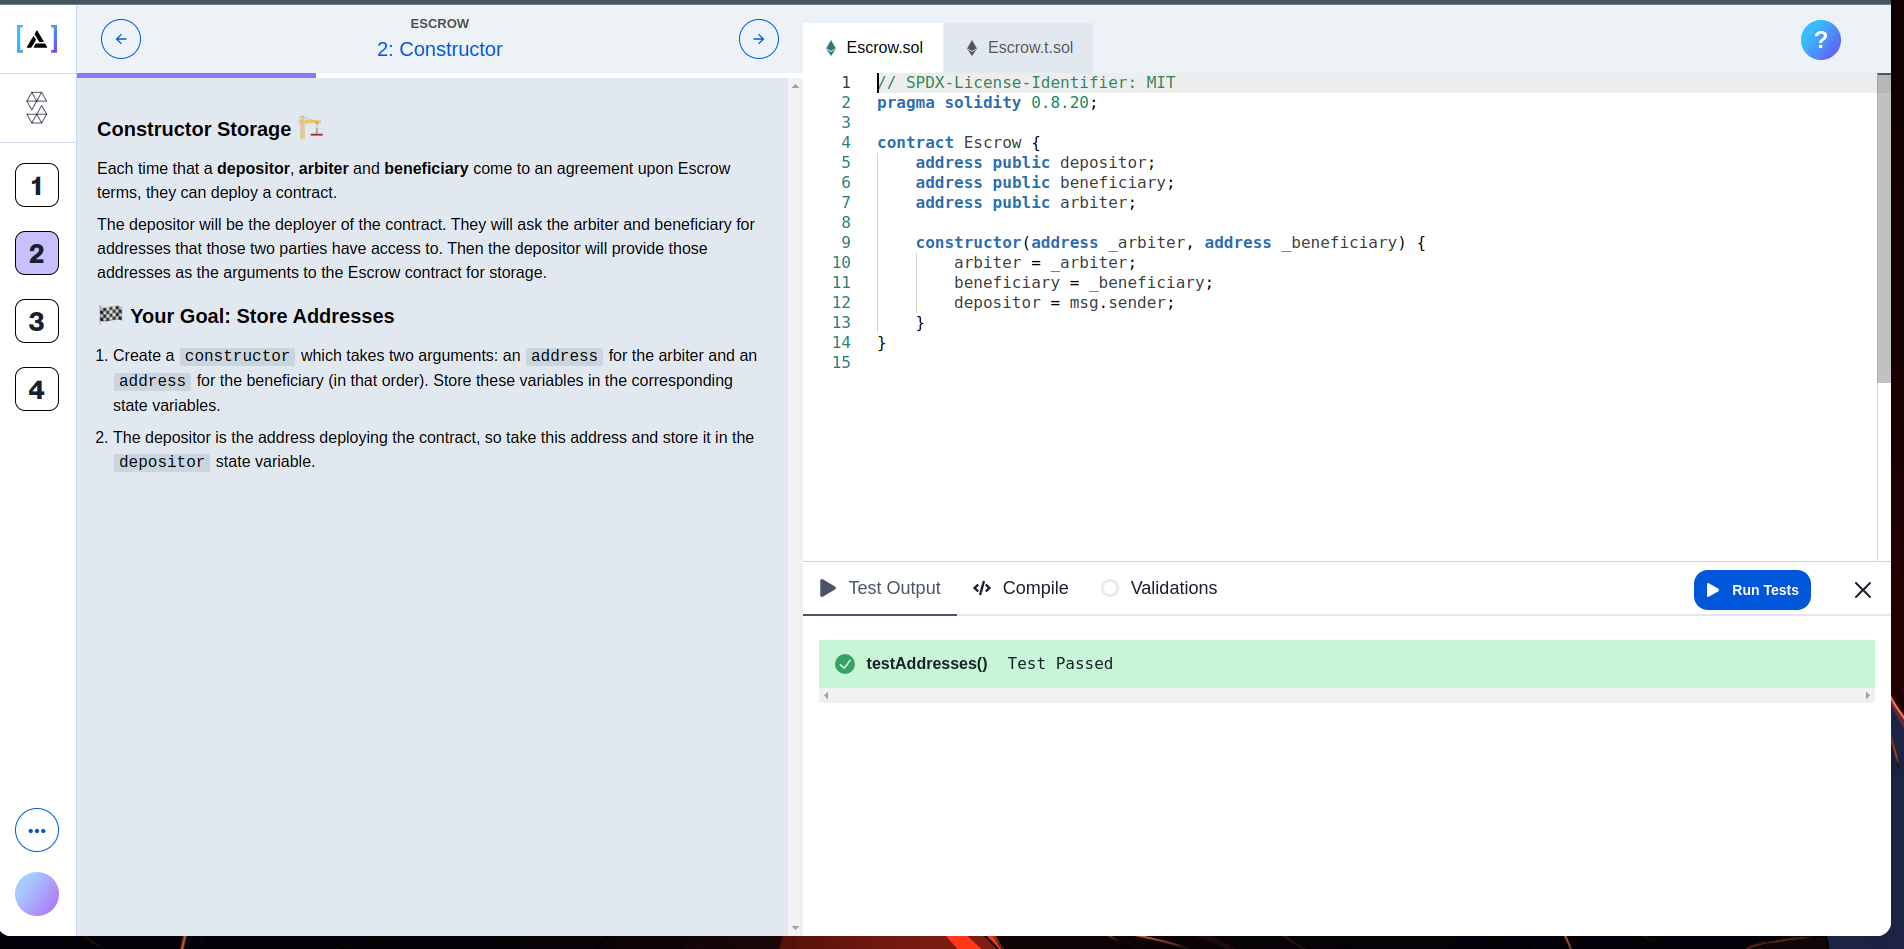 ESCROW
2: Constructor
1
2
3
4
Constructor Storage
Each time that a depositor, arbiter and beneficiary come to an agreement upon Escrow
terms, they can deploy a contract.
The depositor will be the deployer of the contract. They will ask the arbiter and beneficiary for
addresses that those two parties have access to. Then the depositor will provide those
addresses as the arguments to the Escrow contract for storage.
Your Goal: Store Addresses
1. Create a constructor which takes two arguments: an address for the arbiter and an
address for the beneficiary (in that order). Store these variables in the corresponding
state variables.
2. The depositor is the address deploying the contract, so take this address and store it in the
depositor state variable.
Escrow.sol
Escrow.t.sol
?
1 // SPDX-License-Identifier: MIT
2 pragma solidity 0.8.20;
3
4 contract Escrow {
5 address public depositor;
6 address public beneficiary;
7 address public arbiter;
8
9 constructor(address _arbiter, address _beneficiary) {
10 arbiter = _arbiter;
11 beneficiary = _beneficiary;
12 depositor = msg.sender;
13 }
14 }
15
Test Output
Compile
Validations
Run Tests
testAddresses() Test Passed